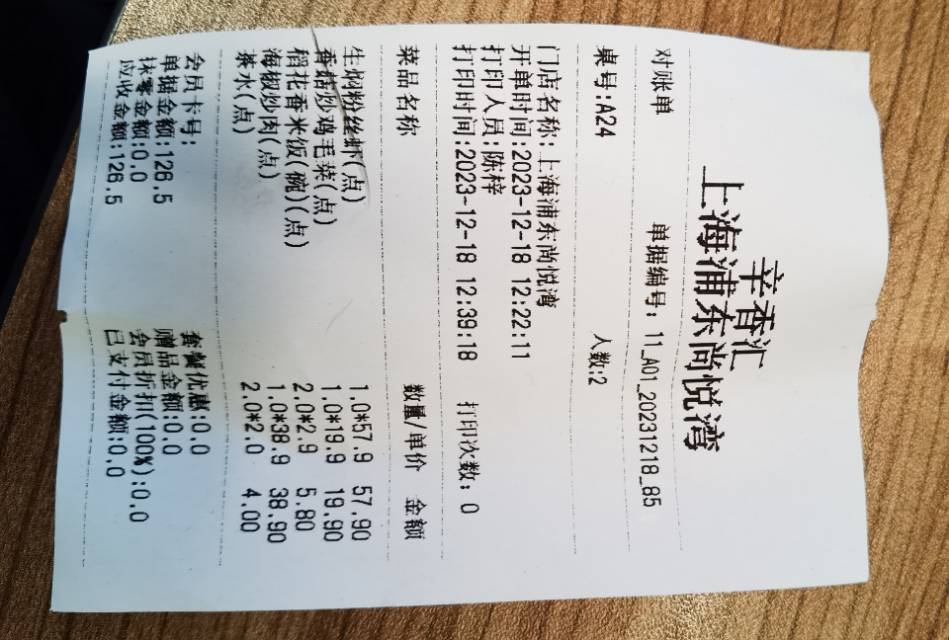 辛香汇
上海浦东尚悦湾
对账单 单据编号: 11_A01_20231218_85
桌号:A24 人数:2
门店名称: 上海浦东尚悦湾
开单时间:2023-12-18 12:22:11
打印人员:陈梓
打印时间:2023-12-18 12:39:18 打印次数: 0
菜品名称 数量/单价 金额
生焗粉丝虾(点) 1.0*57.9 57.90
香菇炒鸡毛菜(点) 1.0*19.9 19.90
稻花香米饭(碗)(点) 2.0*2.9 5.80
海椒炒肉(点) 1.0*38.9 38.90
茶水(点) 2.0*2.0 4.00
会员卡号: 套餐优惠:0.0
单据金额:126.5 赠品金额:0.0
抹零金额:0.0 会员折扣(100%):0.0
应收金额:126.5 已支付金额:0.0